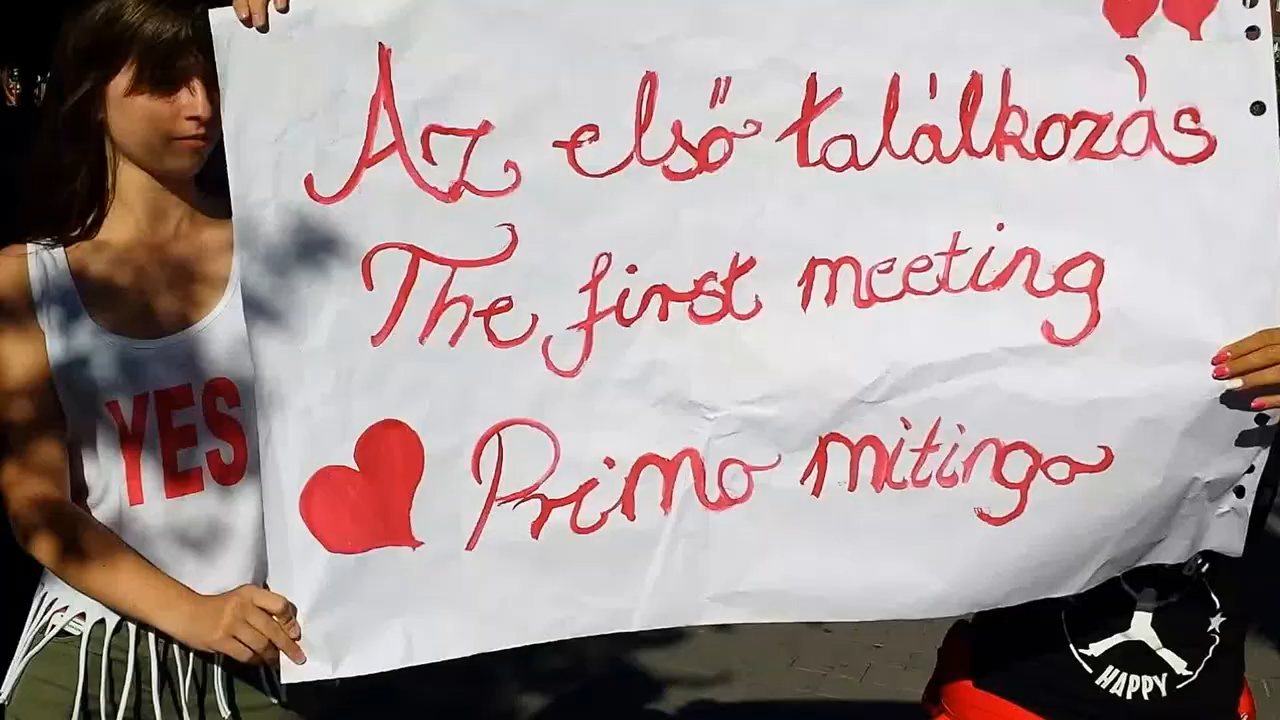 Az első találkozás
The first meeting
Primo mitingo
YES
HAPPY